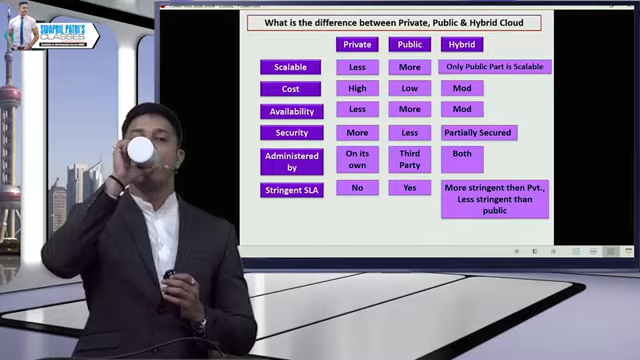 SWAPNIL PATNI'S
CLASSES
What is the difference between Private, Public & Hybrid Cloud
Private Public Hybrid
Scalable Less More Only Public Part is Scalable
Cost High Low Mod
Availability Less More Mod
Security More Less Partially Secured
Administered by On its own Third Party Both
Stringent SLA No Yes More stringent then Pvt., Less stringent than public